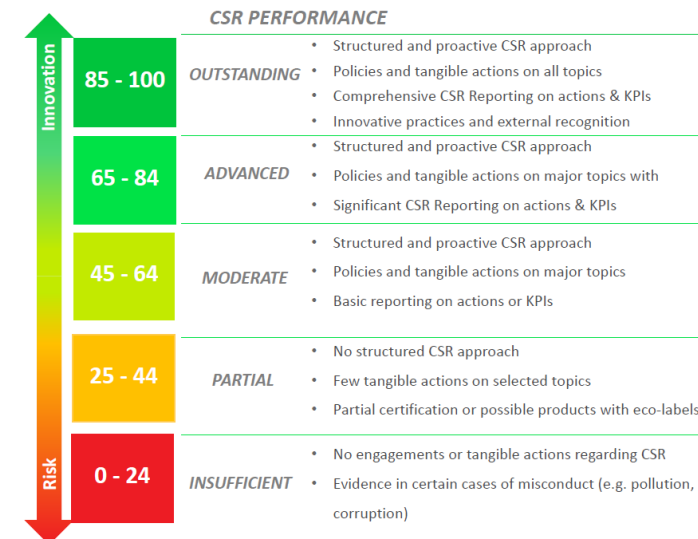 CSR PERFORMANCE
Innovation
85 - 100
OUTSTANDING
• Structured and proactive CSR approach
• Policies and tangible actions on all topics
• Comprehensive CSR Reporting on actions & KPIs
• Innovative practices and external recognition
65 - 84
ADVANCED
• Structured and proactive CSR approach
• Policies and tangible actions on major topics with
• Significant CSR Reporting on actions & KPIs
45 - 64
MODERATE
• Structured and proactive CSR approach
• Policies and tangible actions on major topics
• Basic reporting on actions or KPIs
25 - 44
PARTIAL
• No structured CSR approach
• Few tangible actions on selected topics
• Partial certification or possible products with eco-labels
Risk
0 - 24
INSUFFICIENT
• No engagements or tangible actions regarding CSR
• Evidence in certain cases of misconduct (e.g. pollution,
corruption)